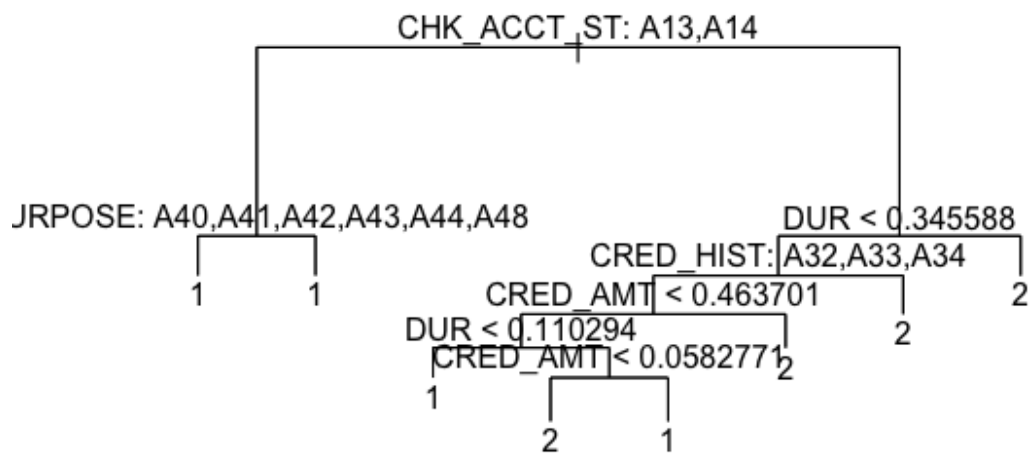 CHK_ACCT_ST: A13,A14
JRPOSE: A40,A41,A42,A43,A44,A48
DUR < 0.345588
CRED_HIST: A32,A33,A34
1
1
2
CRED_AMT < 0.463701
2
DUR < 0.110294
CRED_AMT < 0.0582771
2
1
2
1